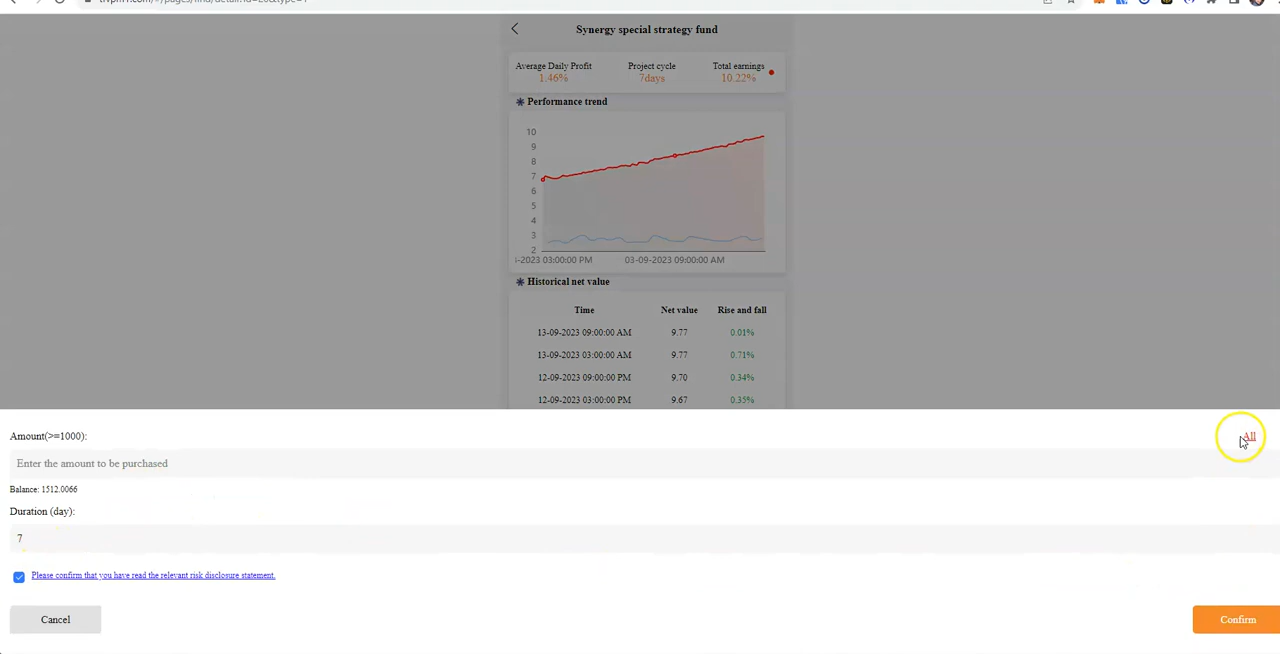 Synergy special strategy fund
Average Daily Profit Project cycle Total earnings
1.46% 7days 10.22%
Performance trend
10
9
8
7
6
5
4
3
2
-2023 03:00:00 PM 03-09-2023 09:00:00 AM
Historical net value
Time Net value Rise and fall
13-09-2023 09:00:00 AM 9.77 0.01%
13-09-2023 03:00:00 AM 9.77 0.71%
12-09-2023 09:00:00 PM 9.70 0.34%
12-09-2023 03:00:00 PM 9.67 0.35%
Amount(>=1000): All
Enter the amount to be purchased
Balance: 1512.0066
Duration (day):
7
Please confirm that you have read the relevant risk disclosure statement.
Cancel Confirm